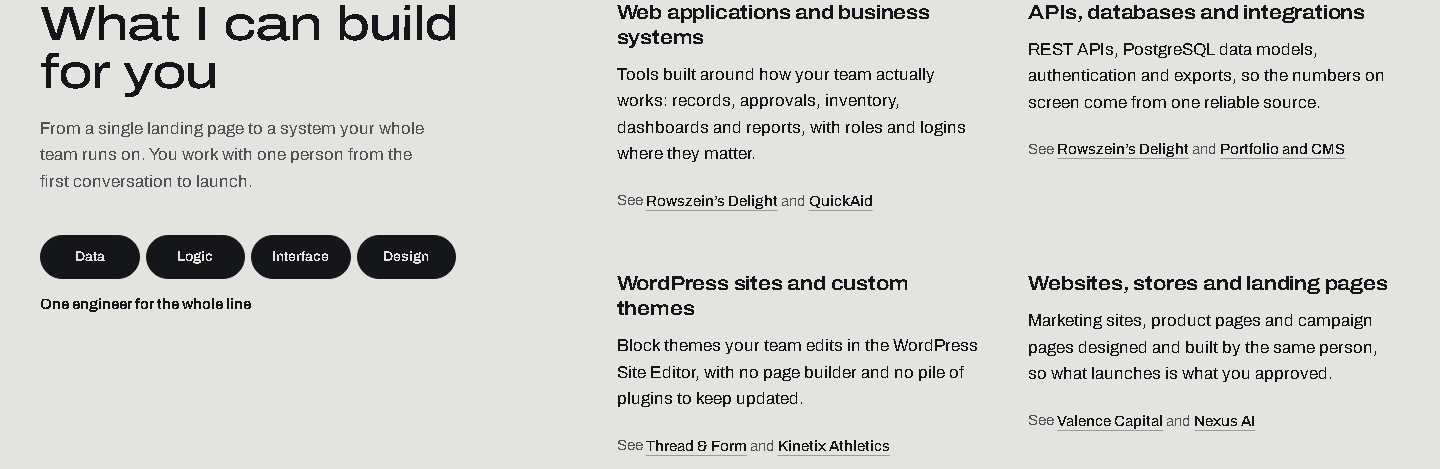 What I can build
for you
From a single landing page to a system your whole
team runs on. You work with one person from the
first conversation to launch.
Data
Logic
Interface
Design
One engineer for the whole line
Web applications and business
systems
Tools built around how your team actually
works: records, approvals, inventory,
dashboards and reports, with roles and logins
where they matter.
See Rowszein’s Delight and QuickAid
APIs, databases and integrations
REST APIs, PostgreSQL data models,
authentication and exports, so the numbers on
screen come from one reliable source.
See Rowszein’s Delight and Portfolio and CMS
WordPress sites and custom
themes
Block themes your team edits in the WordPress
Site Editor, with no page builder and no pile of
plugins to keep updated.
See Thread & Form and Kinetix Athletics
Websites, stores and landing pages
Marketing sites, product pages and campaign
pages designed and built by the same person,
so what launches is what you approved.
See Valence Capital and Nexus AI